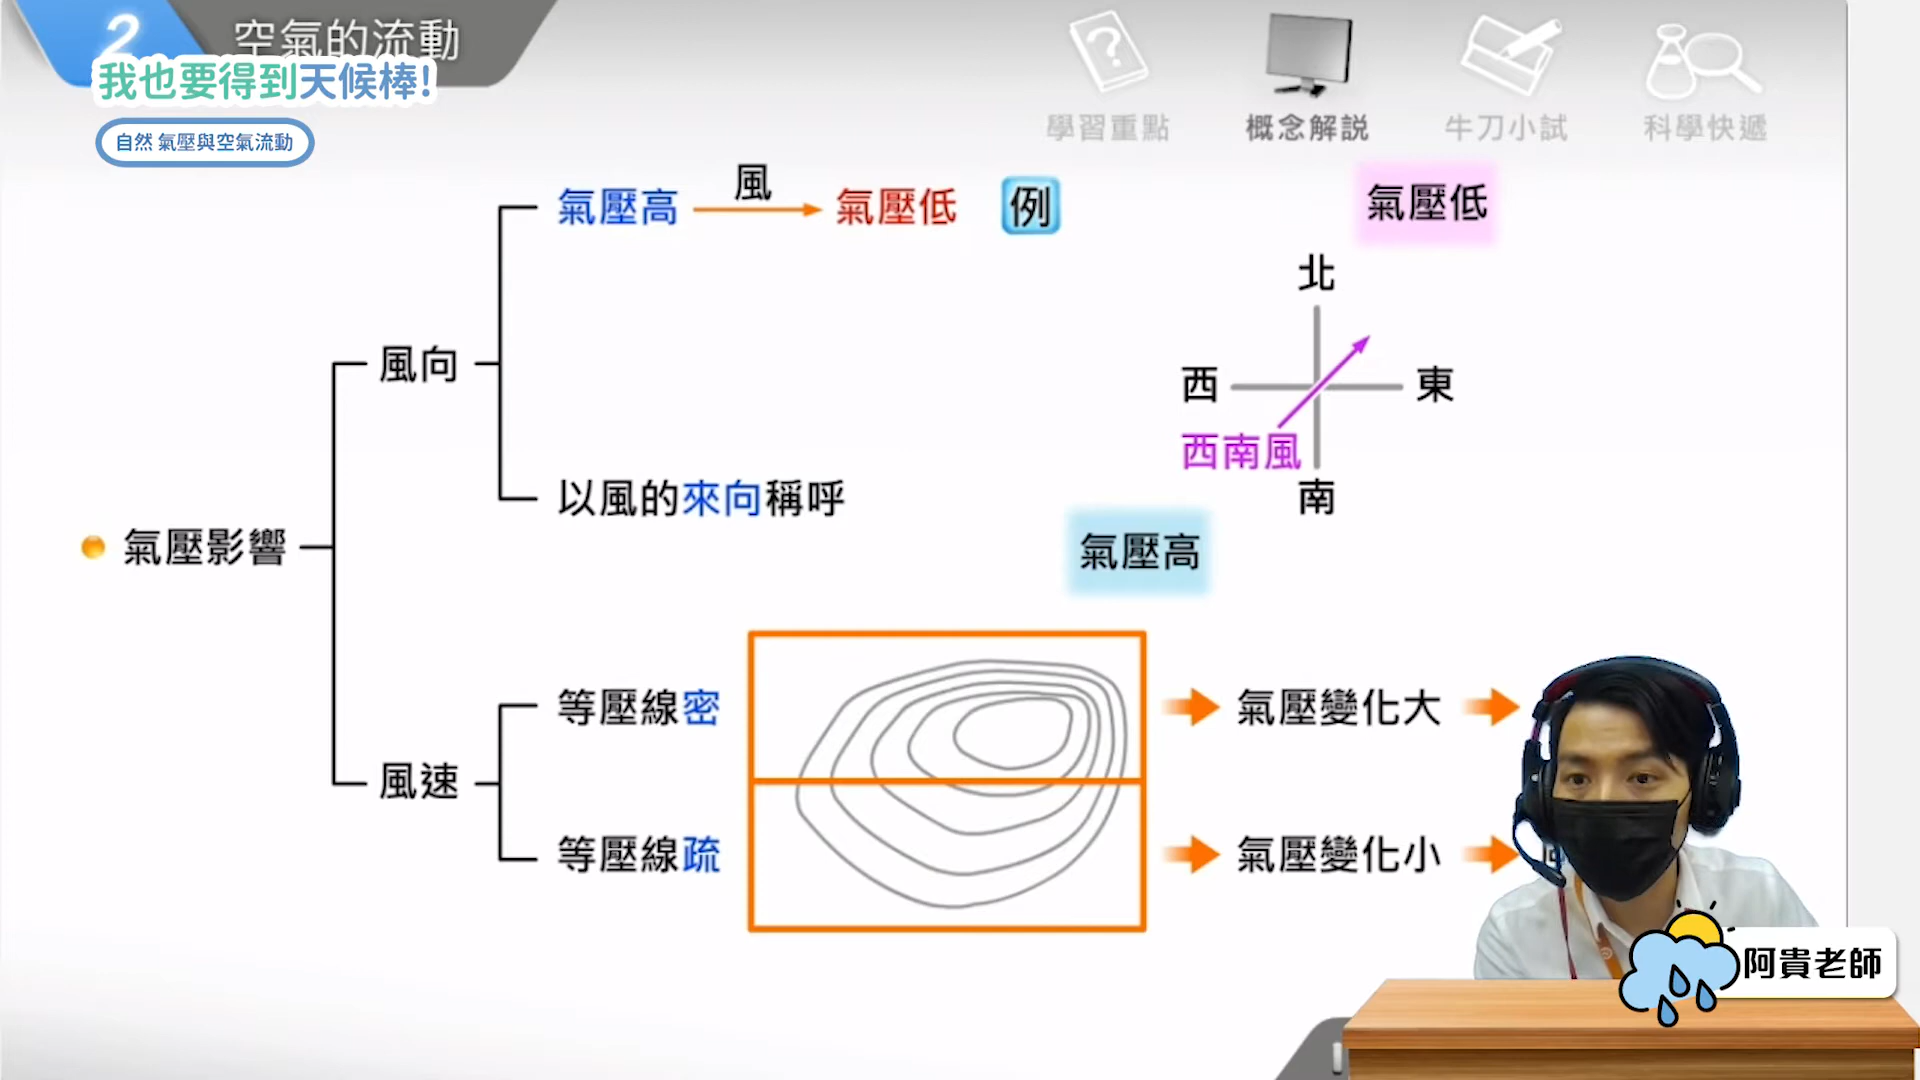 2
空氣的流動
我也要得到天候棒!
自然 氣壓與空氣流動
學習重點
概念解說
牛刀小試
科學快遞
氣壓高
風
氣壓低
例
氣壓低
北
西
東
西南風
南
氣壓高
風向
以風的來向稱呼
氣壓影響
風速
等壓線密
氣壓變化大
等壓線疏
氣壓變化小
阿貴老師